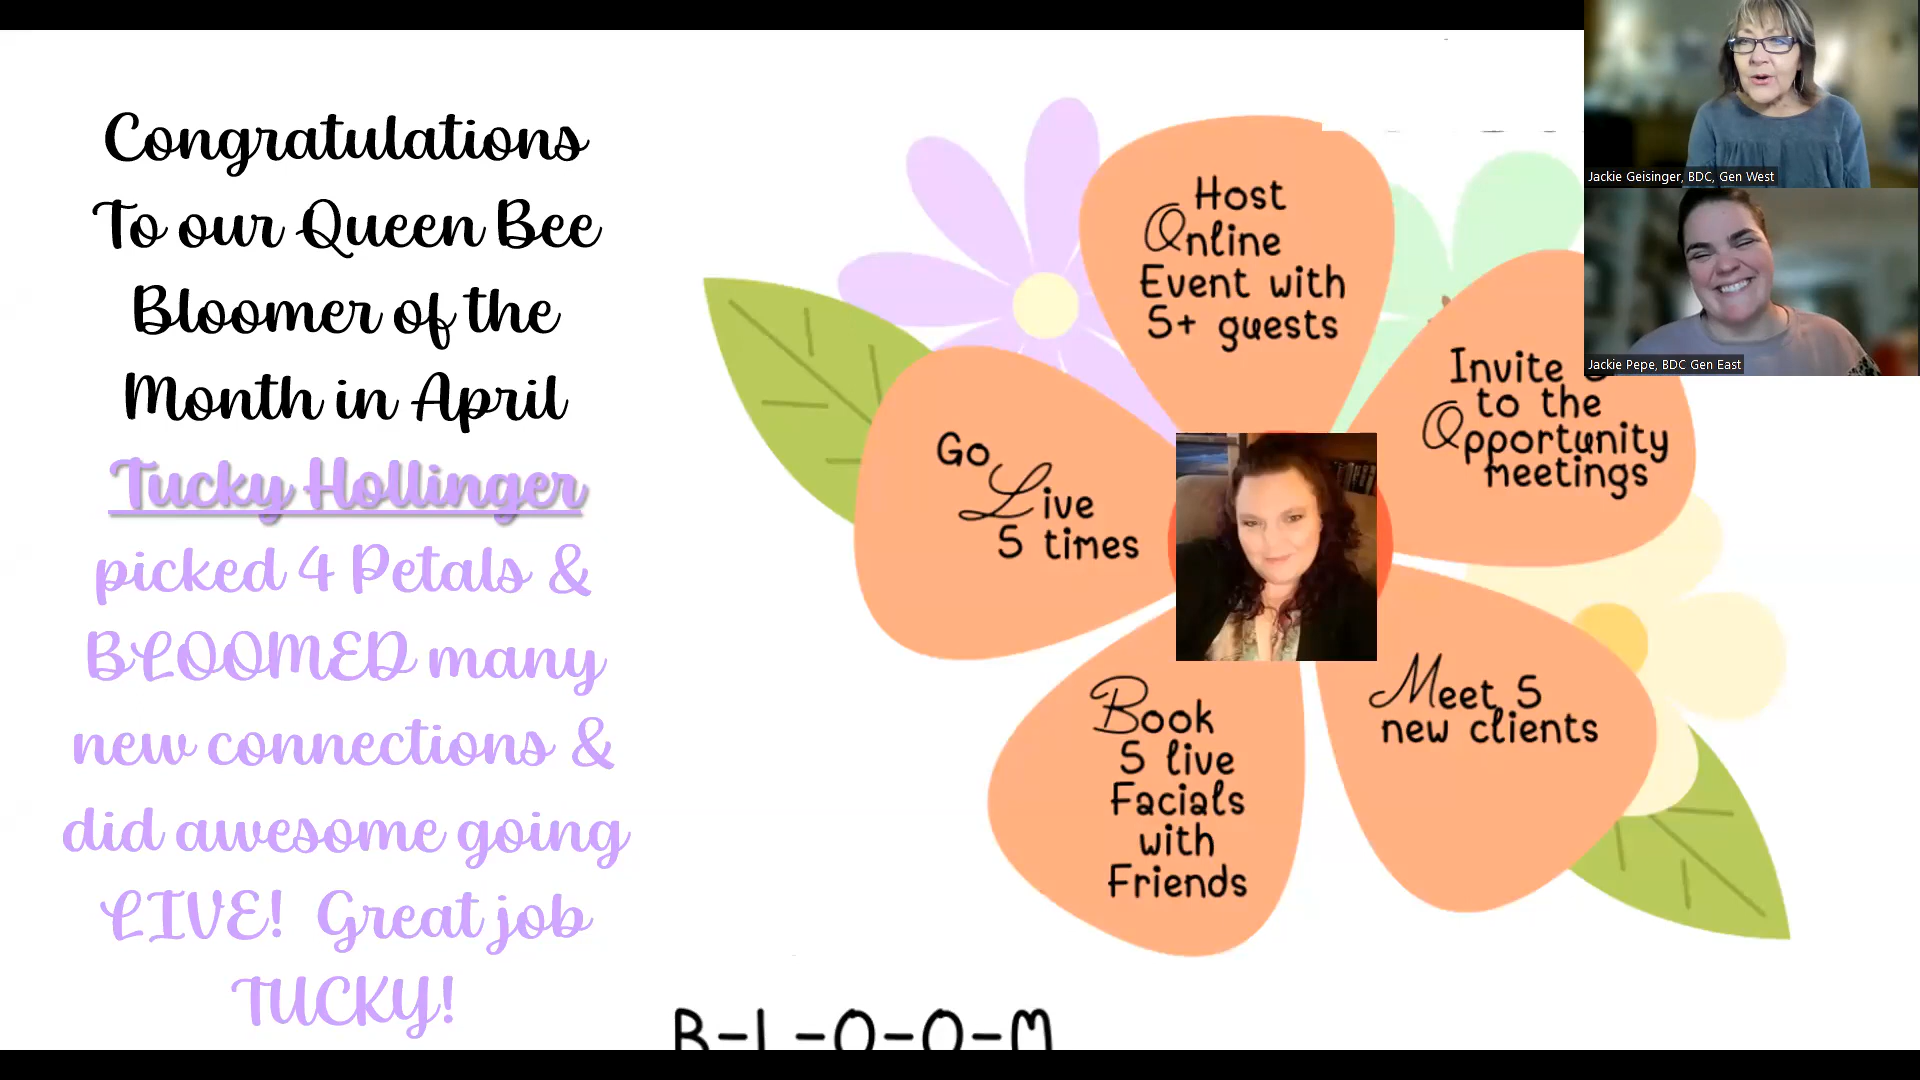 Congratulations
To our Queen Bee
Bloomer of the
Month in April
Tucky Hollinger
picked 4 Petals &
BLOOMED many
new connections &
did awesome going
LIVE! Great job
TUCKY!
Host
Online
Event with
5+ guests
Invite
to the
Opportunity
meetings
Go
Live
5 times
Book
5 live
Facials
with
Friends
Meet 5
new clients
B-L-O-O-M
Jackie Geisinger, BDC, Gen West
Jackie Pepe, BDC Gen East